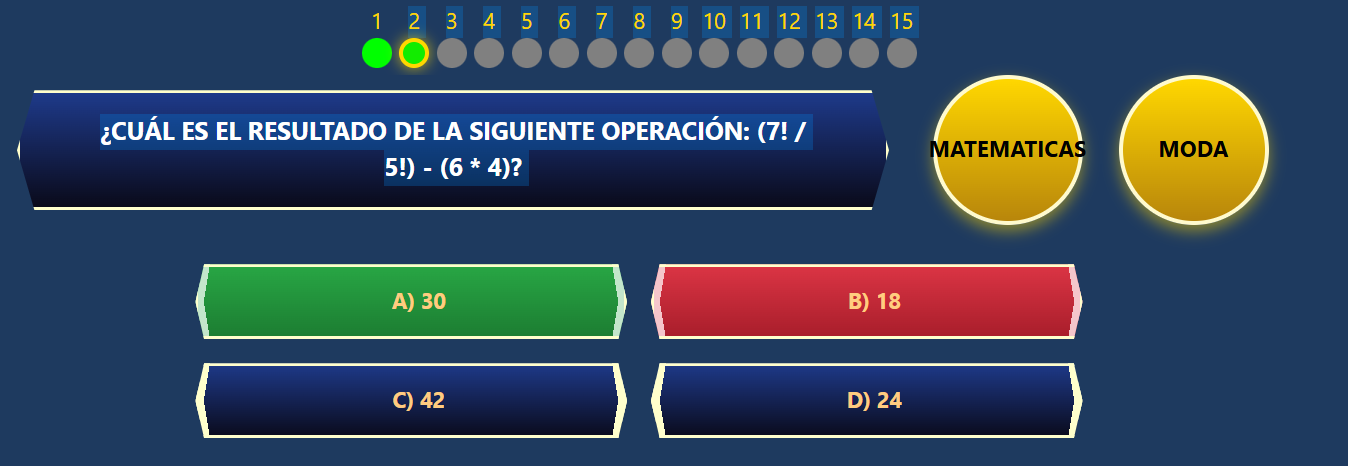 1 2 3 4 5 6 7 8 9 10 11 12 13 14 15
¿CUÁL ES EL RESULTADO DE LA SIGUIENTE OPERACIÓN: (7! /
5!) - (6 * 4)?
MATEMATICAS
MODA
A) 30
B) 18
C) 42
D) 24